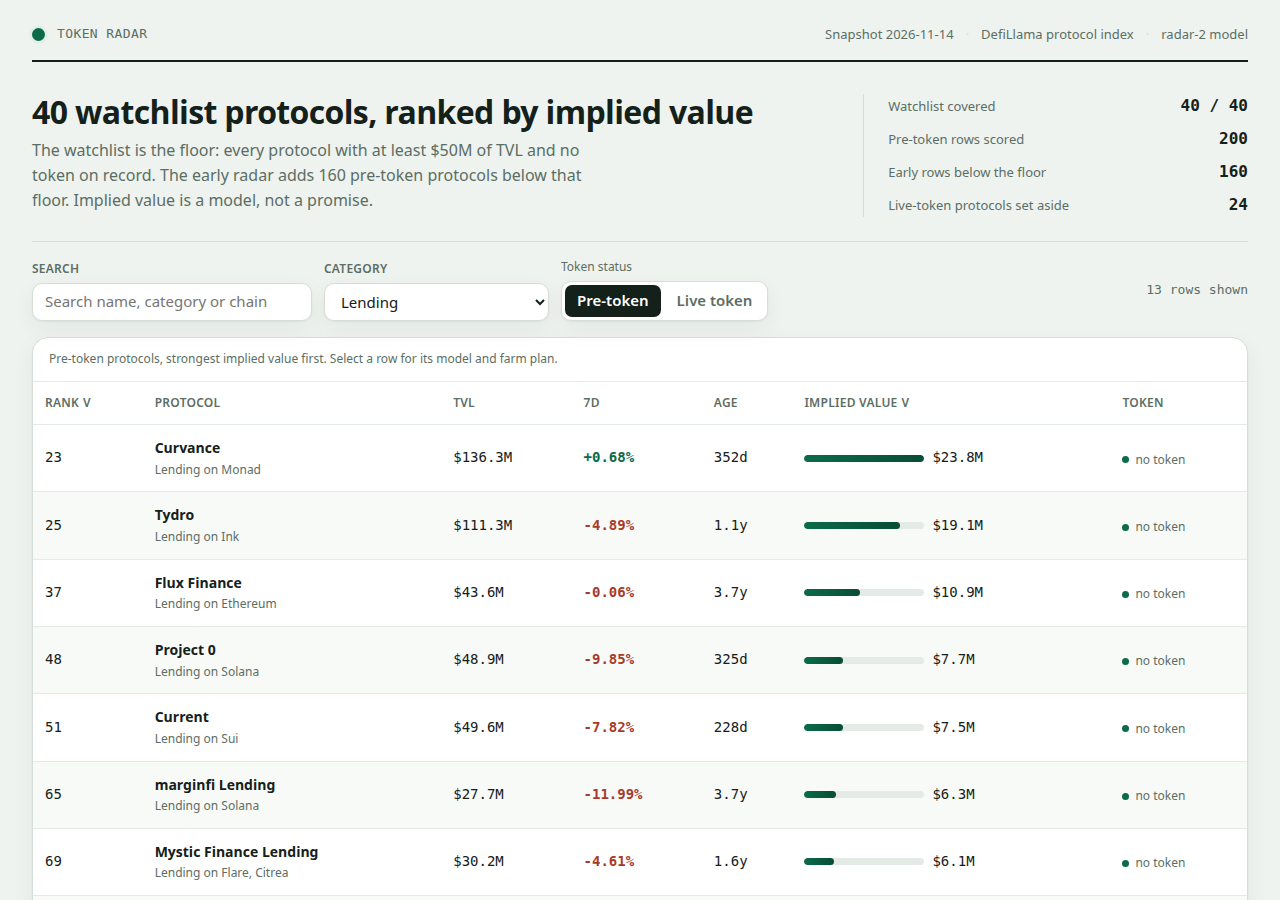 TOKEN RADAR
Snapshot 2026-11-14 · DefiLlama protocol index · radar-2 model
40 watchlist protocols, ranked by implied value
The watchlist is the floor: every protocol with at least $50M of TVL and no
token on record. The early radar adds 160 pre-token protocols below that
floor. Implied value is a model, not a promise.
Watchlist covered 40 / 40
Pre-token rows scored 200
Early rows below the floor 160
Live-token protocols set aside 24
SEARCH
Search name, category or chain
CATEGORY
Lending
Token status
Pre-token Live token
13 rows shown
Pre-token protocols, strongest implied value first. Select a row for its model and farm plan.
RANK V PROTOCOL TVL 7D AGE IMPLIED VALUE V TOKEN
23 Curvance $136.3M +0.68% 352d $23.8M no token
Lending on Monad
25 Tydro $111.3M -4.89% 1.1y $19.1M no token
Lending on Ink
37 Flux Finance $43.6M -0.06% 3.7y $10.9M no token
Lending on Ethereum
48 Project 0 $48.9M -9.85% 325d $7.7M no token
Lending on Solana
51 Current $49.6M -7.82% 228d $7.5M no token
Lending on Sui
65 marginfi Lending $27.7M -11.99% 3.7y $6.3M no token
Lending on Solana
69 Mystic Finance Lending $30.2M -4.61% 1.6y $6.1M no token
Lending on Flare, Citrea